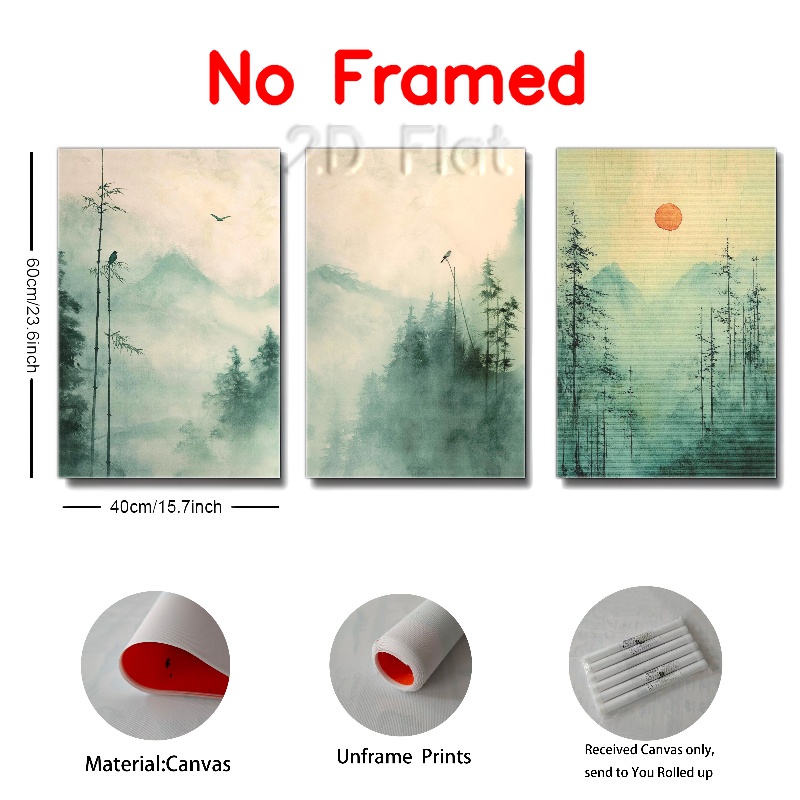 No Framed
2D Flat
60cm/23.6inch
40cm/15.7inch
Material:Canvas
Unframe Prints
Received Canvas only,
send to You Rolled up